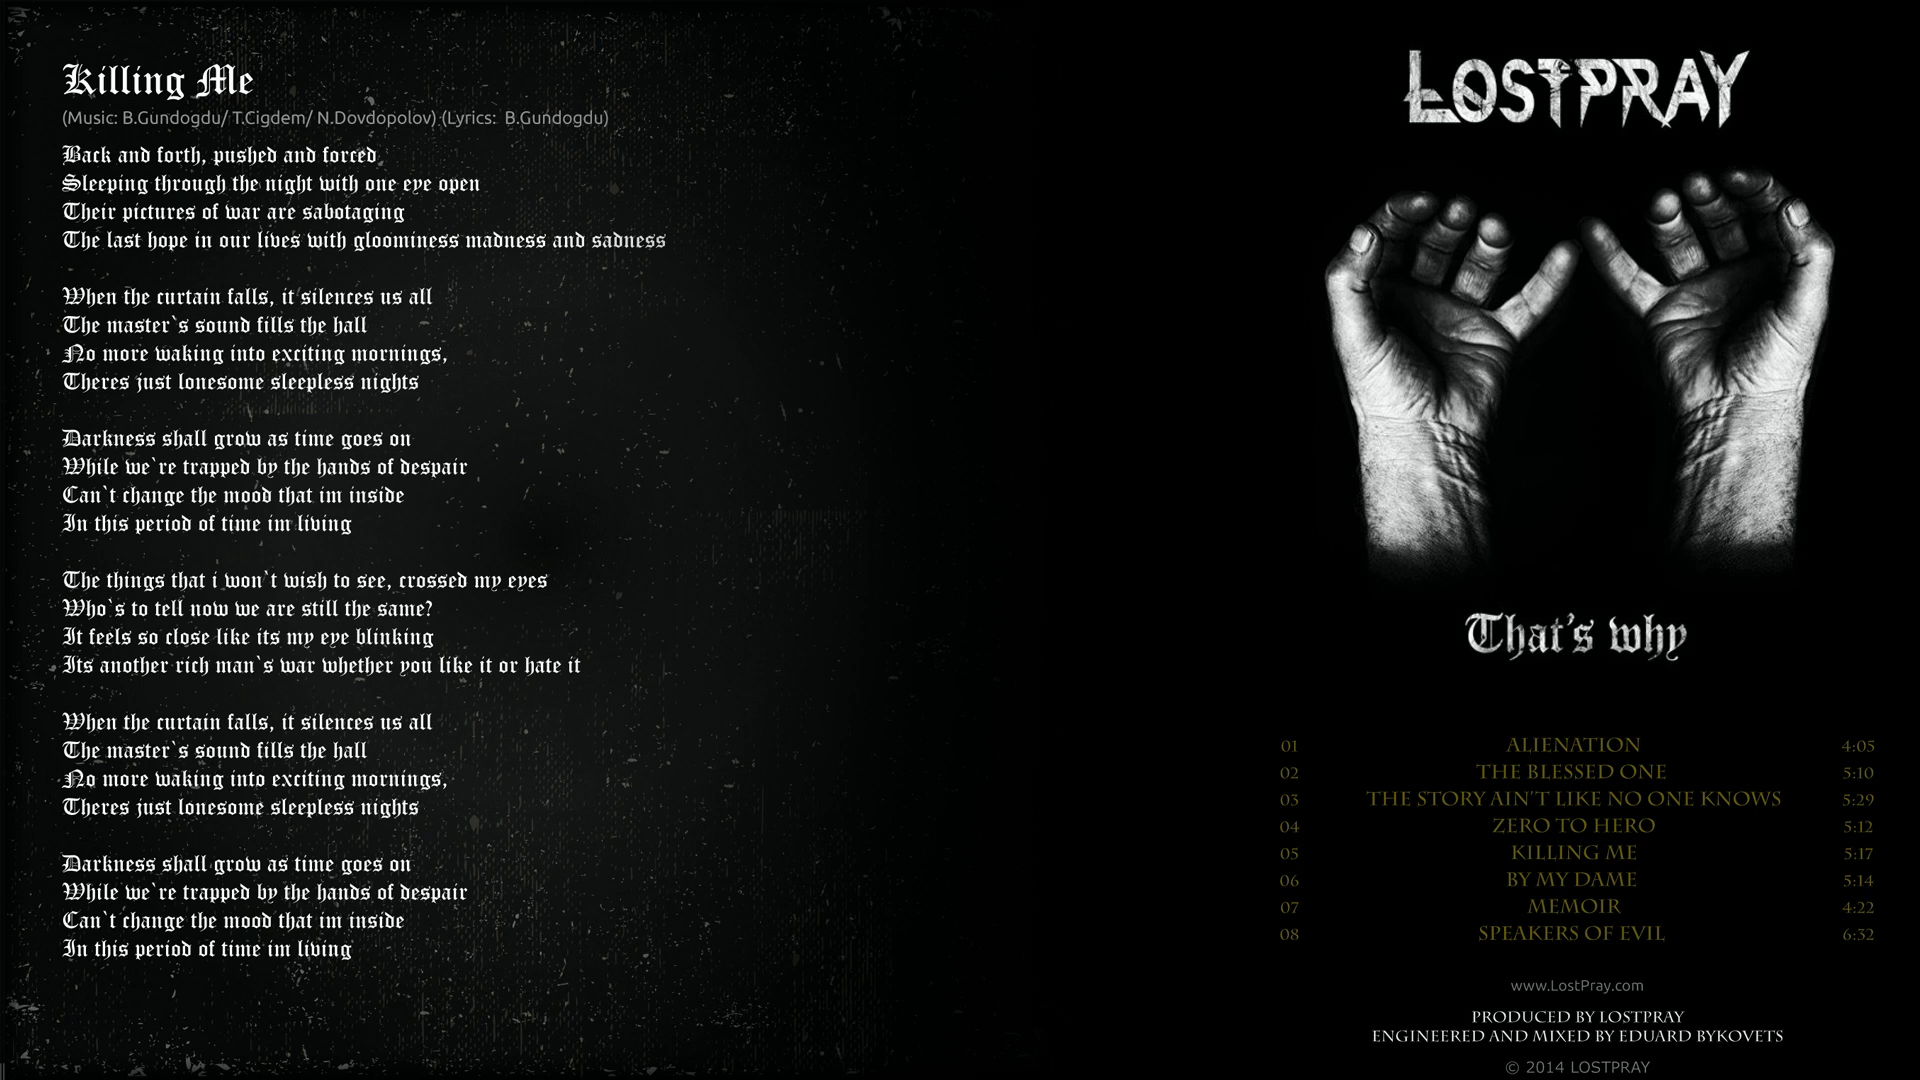 Killing Me
(Music: B.Gundogdu/ T.Cigdem/ N.Dovdopolov) (Lyrics:  B.Gundogdu)
Back and forth, pushed and forced
Sleeping through the night with one eye open
Their pictures of war are sabotaging
The last hope in our lives with gloominess madness and sadness
When the curtain falls, it silences us all
The master`s sound fills the hall
No more waking into exciting mornings,
Theres just lonesome sleepless nights
Darkness shall grow as time goes on
While we`re trapped by the hands of despair
Can`t change the mood that im inside
In this period of time im living
The things that i won`t wish to see, crossed my eyes
Who`s to tell now we are still the same?
It feels so close like its my eye blinking
Its another rich man`s war whether you like it or hate it
When the curtain falls, it silences us all
The master`s sound fills the hall
No more waking into exciting mornings,
Theres just lonesome sleepless nights
Darkness shall grow as time goes on
While we`re trapped by the hands of despair
Can`t change the mood that im inside
In this period of time im living
LOSTPRAY
That's why
01 ALIENATION 4:05
02 THE BLESSED ONE 5:10
03 THE STORY AIN'T LIKE NO ONE KNOWS 5:29
04 ZERO TO HERO 5:12
05 KILLING ME 5:17
06 BY MY DAME 5:14
07 MEMOIR 4:22
08 SPEAKERS OF EVIL 6:32
www.LostPray.com
PRODUCED BY LOSTPRAY
ENGINEERED AND MIXED BY EDUARD BYKOVETS
© 2014 LOSTPRAY